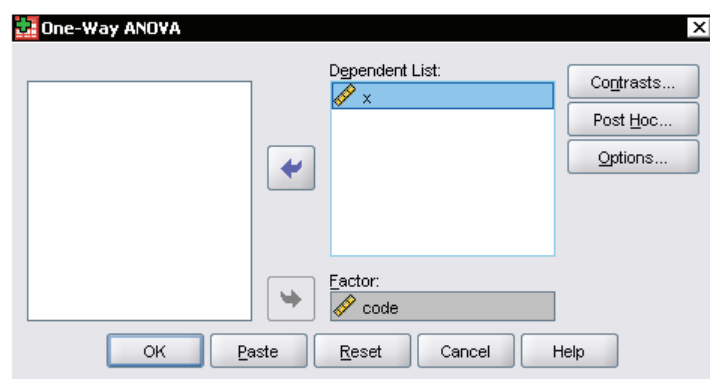 One-Way ANOVA
Dependent List:
x
Contrasts...
Post Hoc...
Options...
Factor:
code
OK Paste Reset Cancel Help